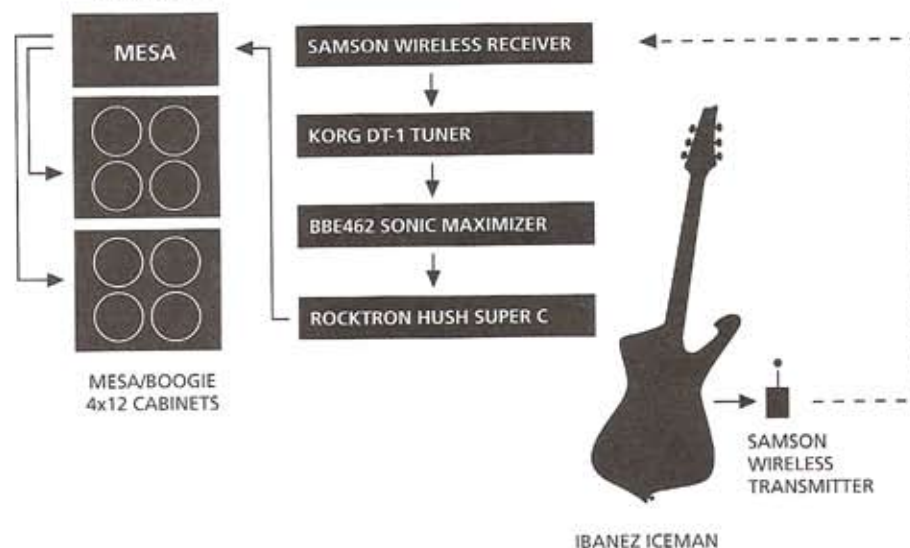 MESA
SAMSON WIRELESS RECEIVER
KORG DT-1 TUNER
BBE462 SONIC MAXIMIZER
ROCKTRON HUSH SUPER C
MESA/BOOGIE
4x12 CABINETS
SAMSON
WIRELESS
TRANSMITTER
IBANEZ ICEMAN